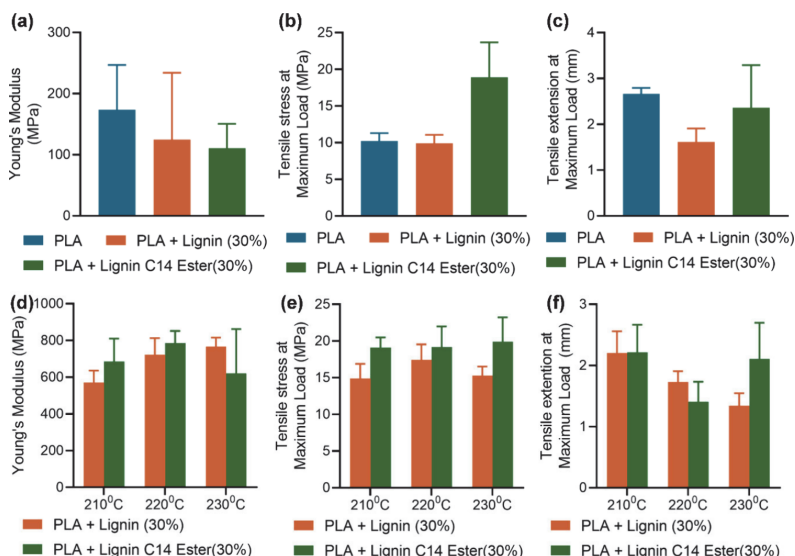 (a)
Young's Modulus
(MPa)
300
200
100
0
PLA
PLA + Lignin (30%)
PLA + Lignin C14 Ester(30%)
(b)
Tensile stress at
Maximum Load (MPa)
25
20
15
10
5
0
PLA
PLA + Lignin (30%)
PLA + Lignin C14 Ester(30%)
(c)
Tensile extension at
Maximum Load (mm)
4
3
2
1
0
PLA
PLA + Lignin (30%)
PLA + Lignin C14 Ester(30%)
(d)
Young's Modulus (MPa)
1000
800
600
400
200
0
210⁰C
220⁰C
230⁰C
PLA + Lignin (30%)
PLA + Lignin C14 Ester(30%)
(e)
Tensile stress at
Maximum Load (MPa)
25
20
15
10
5
0
210⁰C
220⁰C
230⁰C
PLA + Lignin (30%)
PLA + Lignin C14 Ester(30%)
(f)
Tensile extention at
Maximum Load (mm)
3
2
1
0
210⁰C
220⁰C
230⁰C
PLA + Lignin (30%)
PLA + Lignin C14 Ester(30%)